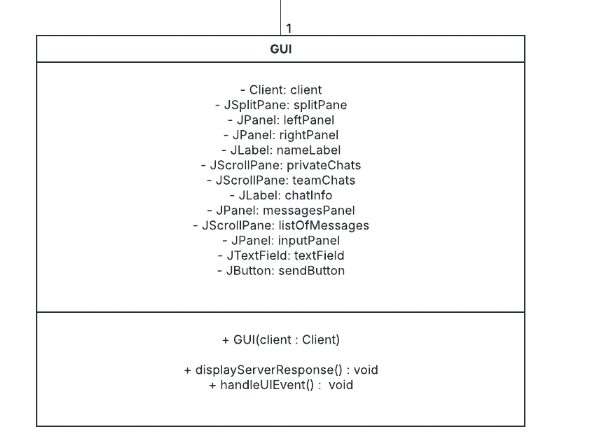 1
GUI
- Client: client
- JSplitPane: splitPane
- JPanel: leftPanel
- JPanel: rightPanel
- JLabel: nameLabel
- JScrollPane: privateChats
- JScrollPane: teamChats
- JLabel: chatInfo
- JPanel: messagesPanel
- JScrollPane: listOfMessages
- JPanel: inputPanel
- JTextField: textField
- JButton: sendButton
+ GUI(client : Client)
+ displayServerResponse() : void
+ handleUIEvent() : void